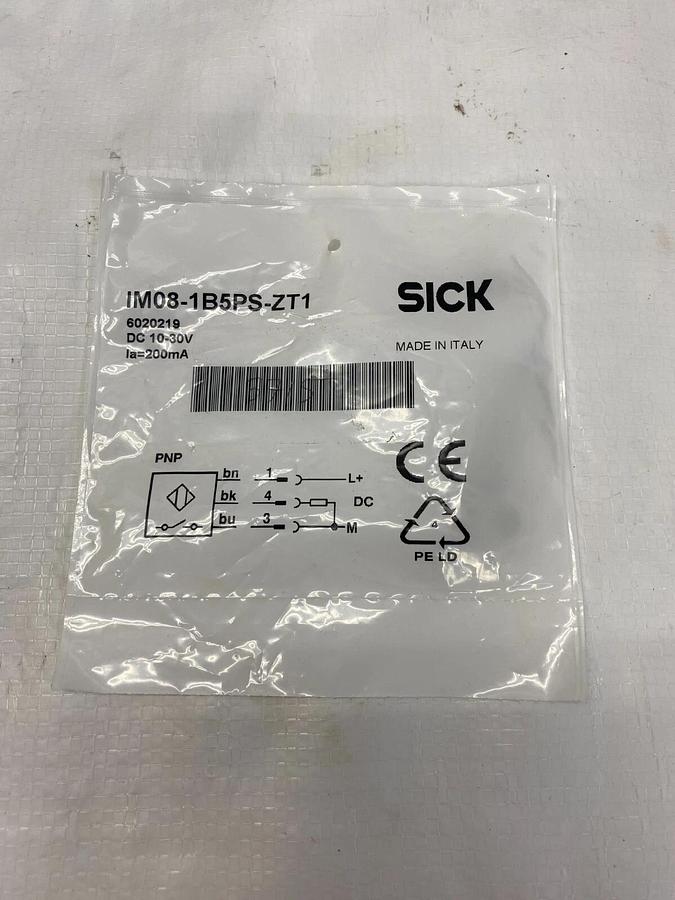 IM08-1B5PS-ZT1
6020219
DC 10-30V
Ia=200mA
SICK
MADE IN ITALY
PNP
bn 1 L+
bk 4 DC
bu 3 M
CE
4
PE LD